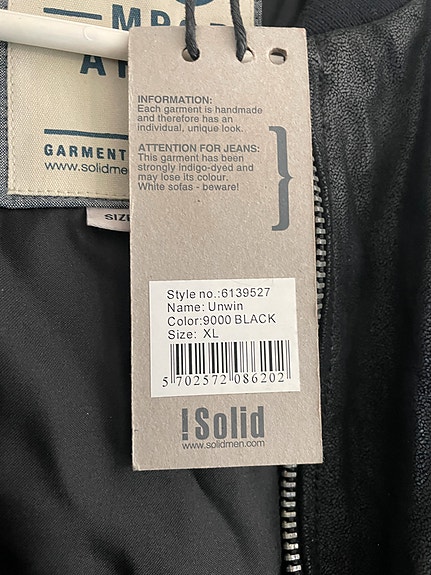 GARMENT
www.solidmen.
SIZE
INFORMATION:
Each garment is handmade
and therefore has an
individual, unique look.
ATTENTION FOR JEANS:
This garment has been
strongly indigo-dyed and
may lose its colour.
White sofas - beware!
Style no.:6139527
Name: Unwin
Color:9000 BLACK
Size: XL
5 702572 086202
!Solid
www.solidmen.com